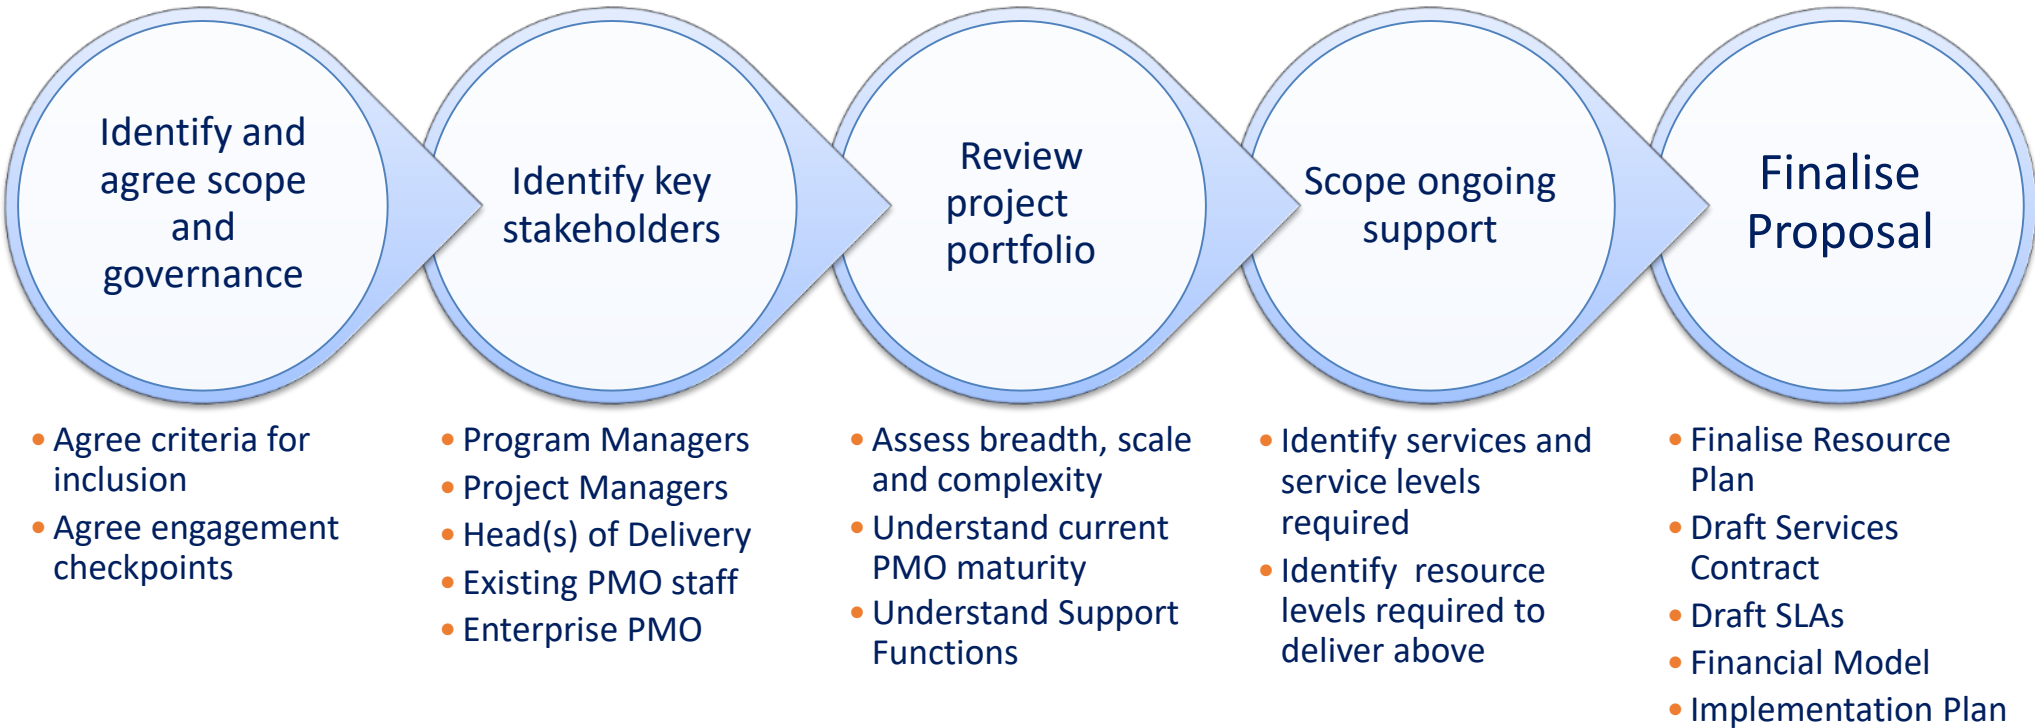 Identify and
agree scope
and
governance
Identify key
stakeholders
Review
project
portfolio
Scope ongoing
support
Finalise
Proposal
• Agree criteria for
inclusion
• Agree engagement
checkpoints
• Program Managers
• Project Managers
• Head(s) of Delivery
• Existing PMO staff
• Enterprise PMO
• Assess breadth, scale
and complexity
• Understand current
PMO maturity
• Understand Support
Functions
• Identify services and
service levels
required
• Identify  resource
levels required to
deliver above
• Finalise Resource
Plan
• Draft Services
Contract
• Draft SLAs
• Financial Model
• Implementation Plan